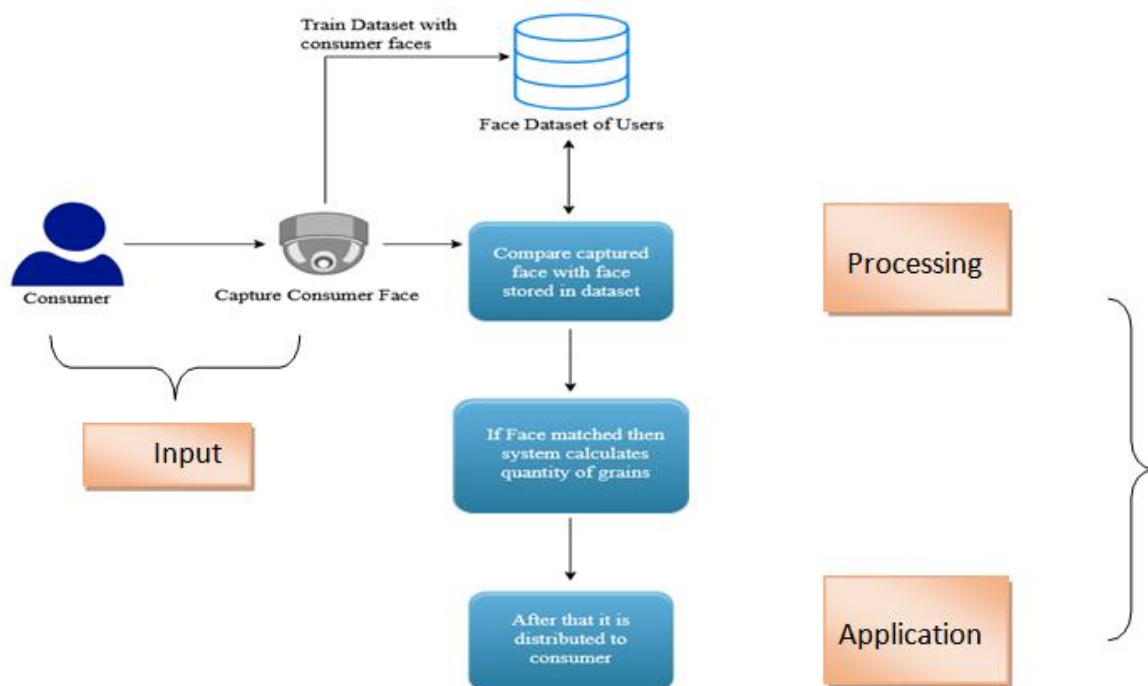 Train Dataset with
consumer faces
Face Dataset of Users
Consumer
Capture Consumer Face
Compare captured
face with face
stored in dataset
Processing
Input
If Face matched then
system calculates
quantity of grains
After that it is
distributed to
consumer
Application